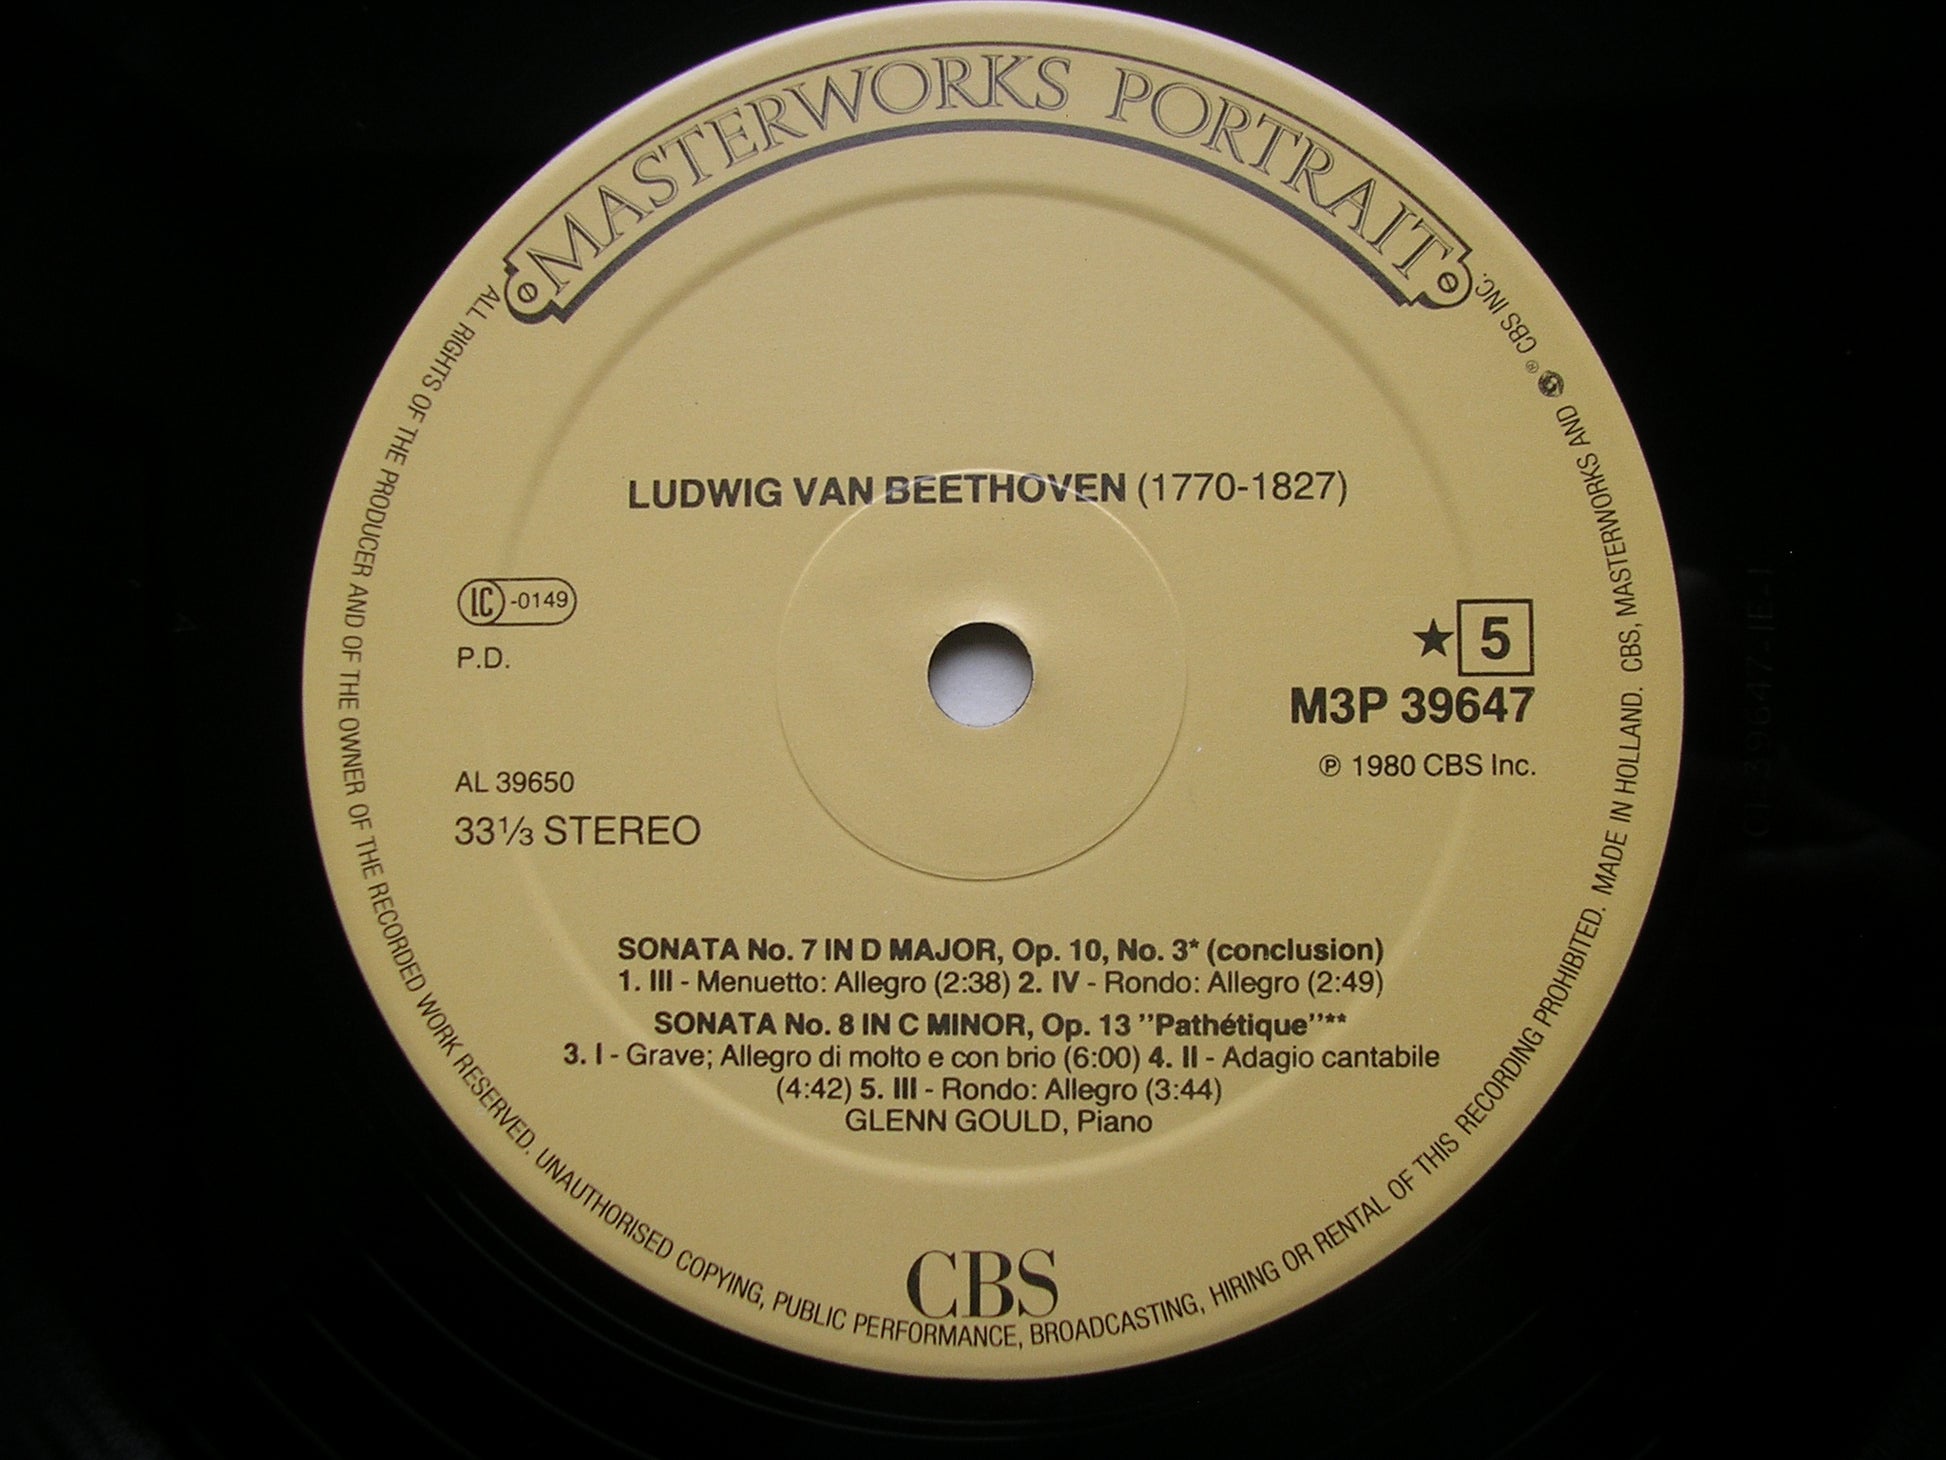 MASTERWORKS PORTRAIT
LUDWIG VAN BEETHOVEN (1770-1827)
LC -0149
P.D.
★ 5
M3P 39647
℗ 1980 CBS Inc.
AL 39650
33⅓ STEREO
SONATA No. 7 IN D MAJOR, Op. 10, No. 3* (conclusion)
1. III - Menuetto: Allegro (2:38) 2. IV - Rondo: Allegro (2:49)
SONATA No. 8 IN C MINOR, Op. 13 "Pathétique"**
3. I - Grave; Allegro di molto e con brio (6:00) 4. II - Adagio cantabile
(4:42) 5. III - Rondo: Allegro (3:44)
GLENN GOULD, Piano
CBS
ALL RIGHTS OF THE PRODUCER AND OF THE OWNER OF THE RECORDED WORK RESERVED. UNAUTHORISED COPYING, PUBLIC PERFORMANCE, BROADCASTING, HIRING OR RENTAL OF THIS RECORDING PROHIBITED. MADE IN HOLLAND. CBS, MASTERWORKS AND ® CBS INC.